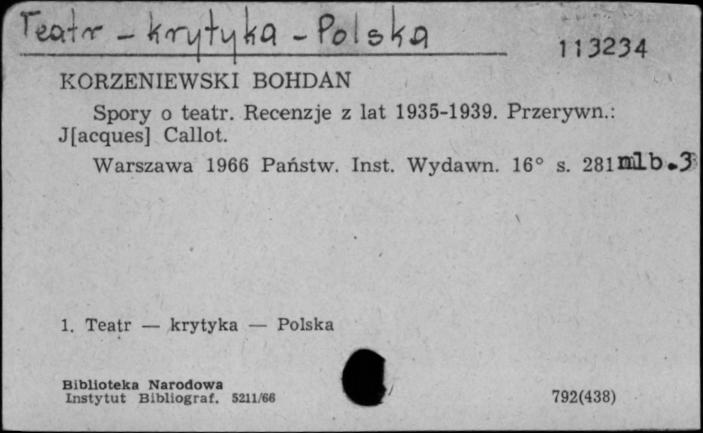 Teatr - krytyka - Polska
113234
KORZENIEWSKI BOHDAN
Spory o teatr. Recenzje z lat 1935-1939. Przerywn.:
J[acques] Callot.
Warszawa 1966 Państw. Inst. Wydawn. 16° s. 281 nlb.3
1. Teatr — krytyka — Polska
Biblioteka Narodowa
Instytut Bibliograf. 5211/66
792(438)